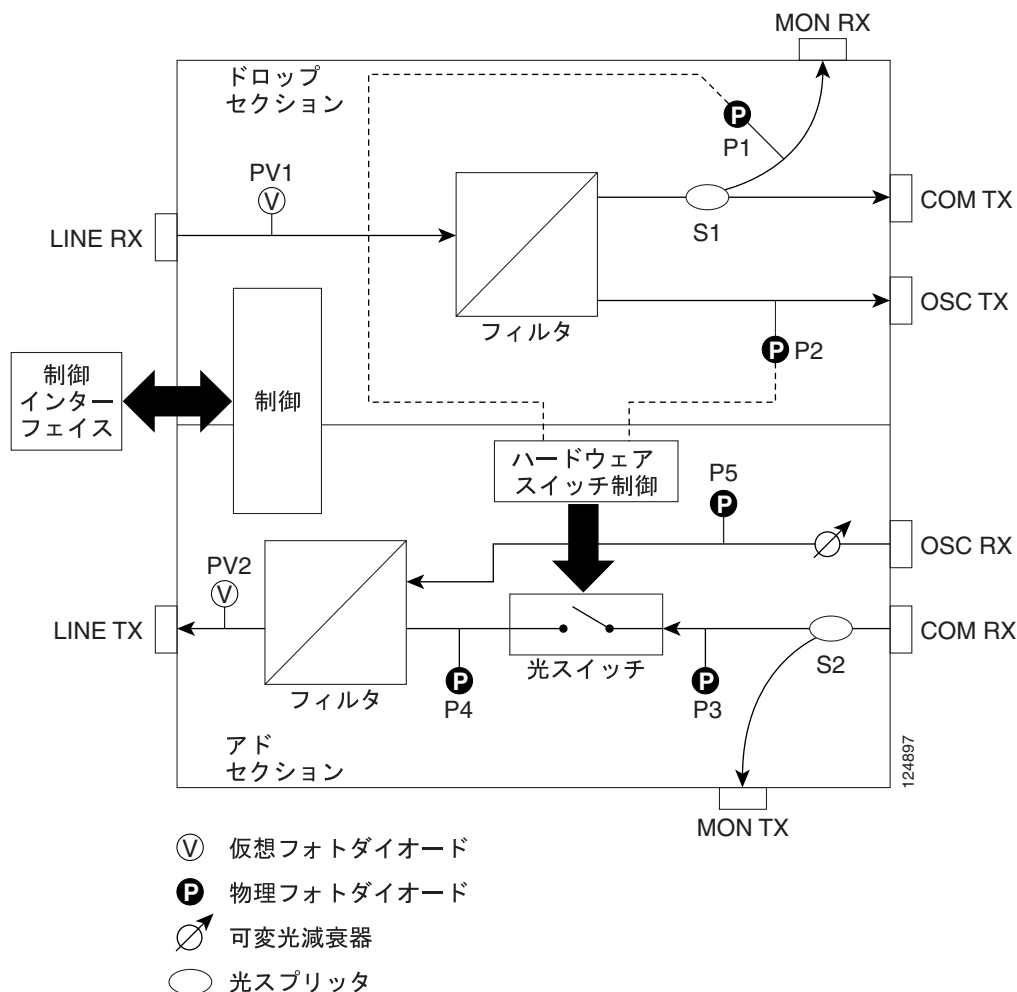 MON RX
ドロップ
セクション
P
P1
PV1
V
COM TX
LINE RX
S1
OSC TX
フィルタ
P P2
制御
インター
フェイス
制御
ハードウェア
スイッチ制御
P5
P
OSC RX
PV2
V
LINE TX
COM RX
S2
光スイッチ
フィルタ
P
P4
P
P3
アド
セクション
124897
MON TX
V 仮想フォトダイオード
P 物理フォトダイオード
可変光減衰器
光スプリッタ